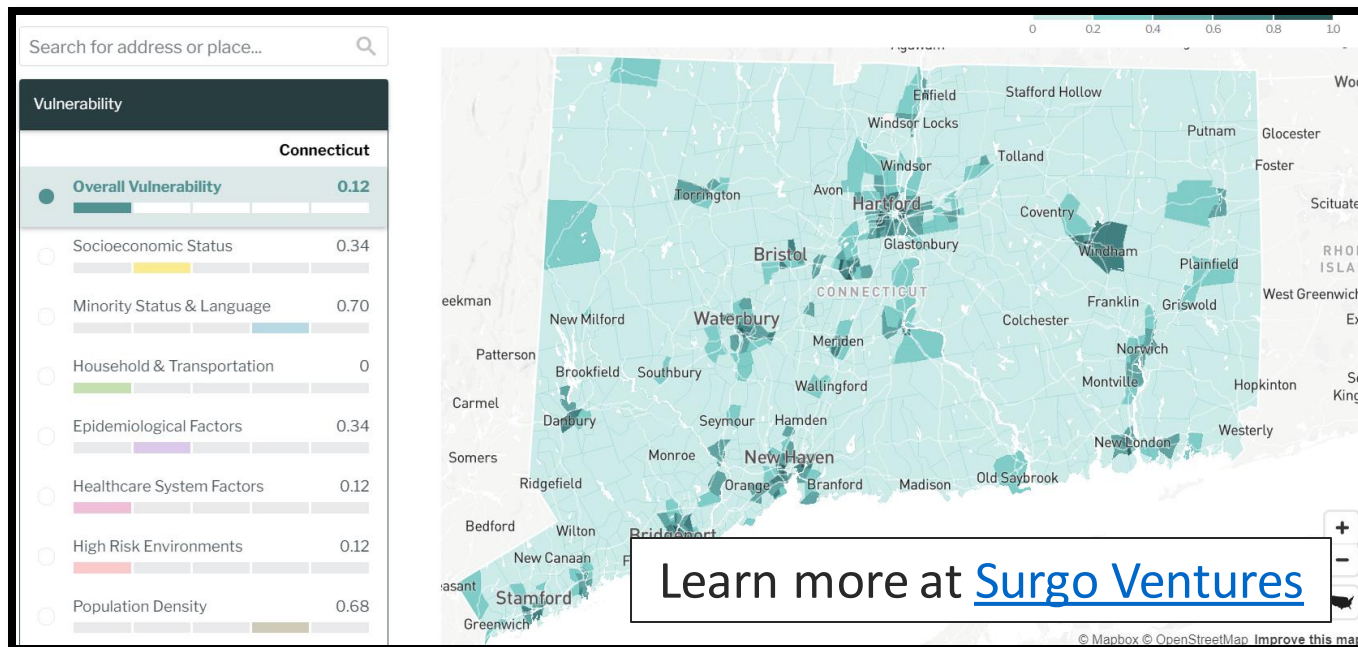 Search for address or place...
Vulnerability
Connecticut
Overall Vulnerability 0.12
Socioeconomic Status 0.34
Minority Status & Language 0.70
Household & Transportation 0
Epidemiological Factors 0.34
Healthcare System Factors 0.12
High Risk Environments 0.12
Population Density 0.68
0 0.2 0.4 0.6 0.8 1.0
Enfield
Stafford Hollow
Windsor Locks
Putnam
Glocester
Windsor
Tolland
Foster
Torrington
Avon
Hartford
Coventry
Scituate
Glastonbury
Windham
Bristol
Plainfield
CONNECTICUT
Franklin
Griswold
West Greenwich
New Milford
Waterbury
Colchester
Meriden
Norwich
Patterson
Brookfield
Southbury
Wallingford
Montville
Hopkinton
Carmel
Danbury
Seymour
Hamden
Westerly
New London
Somers
Monroe
New Haven
Ridgefield
Orange
Branford
Madison
Old Saybrook
Bedford
Wilton
Bridgeport
New Canaan
Stamford
Greenwich
Learn more at Surgo Ventures
+
−
© Mapbox © OpenStreetMap Improve this map